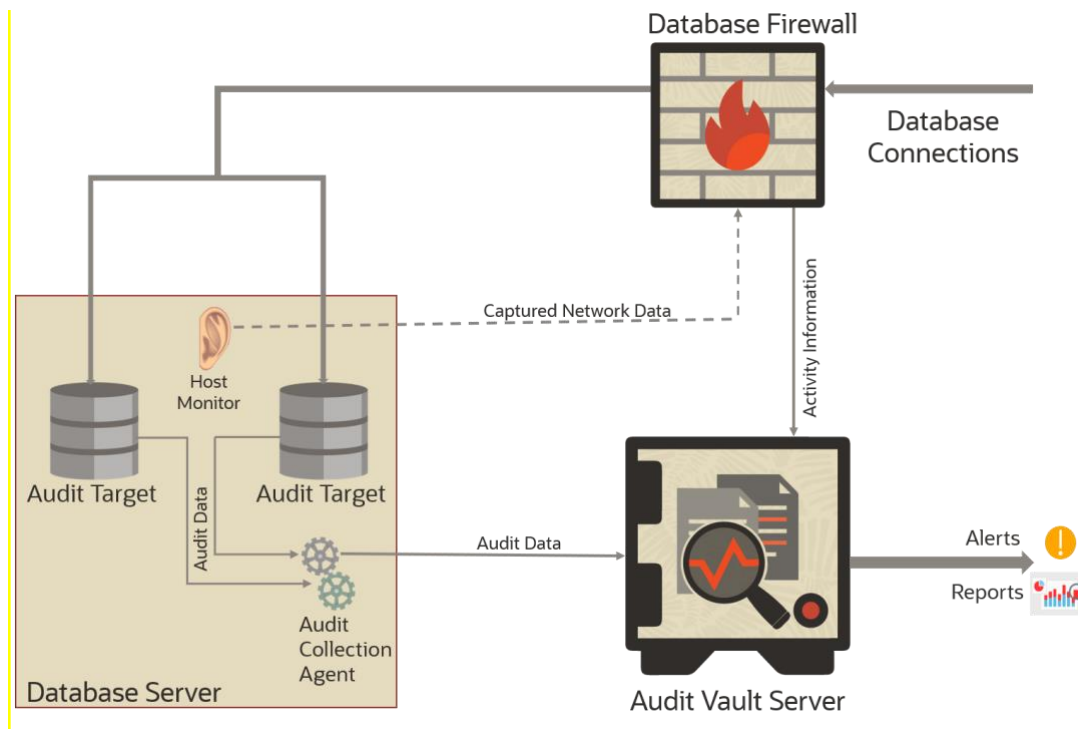 Database Firewall
Database
Connections
Captured Network Data
Activity Information
Host
Monitor
Audit Target
Audit Target
Audit Data
Audit Data
Alerts
Reports
Audit
Collection
Agent
Database Server
Audit Vault Server